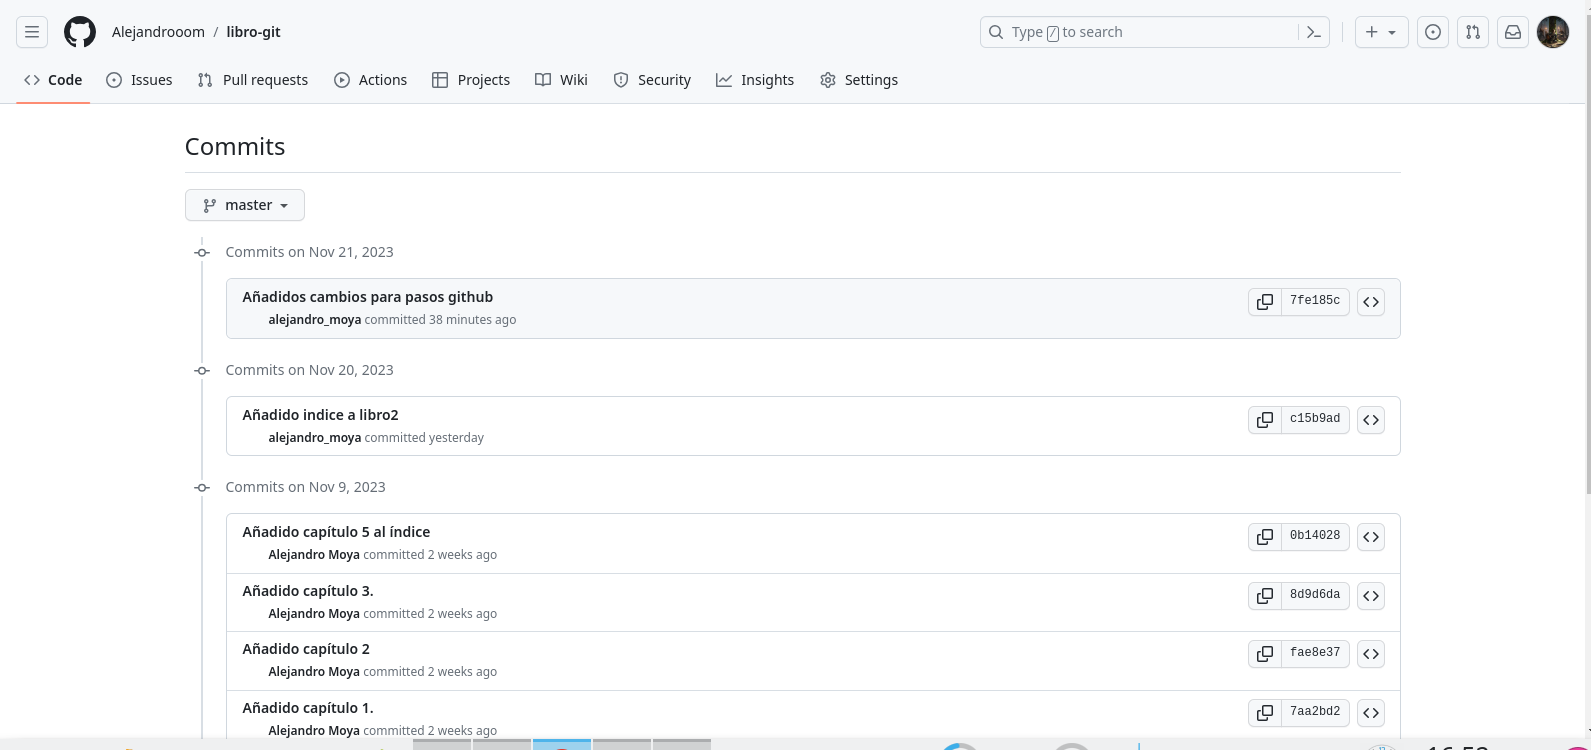 Alejandrooom / libro-git
Type / to search
Code Issues Pull requests Actions Projects Wiki Security Insights Settings
Commits
master
Commits on Nov 21, 2023
Añadidos cambios para pasos github
7fe185c
alejandro_moya committed 38 minutes ago
Commits on Nov 20, 2023
Añadido indice a libro2
c15b9ad
alejandro_moya committed yesterday
Commits on Nov 9, 2023
Añadido capítulo 5 al índice
0b14028
Alejandro Moya committed 2 weeks ago
Añadido capítulo 3.
8d9d6da
Alejandro Moya committed 2 weeks ago
Añadido capítulo 2
fae8e37
Alejandro Moya committed 2 weeks ago
Añadido capítulo 1.
7aa2bd2
Alejandro Moya committed 2 weeks ago